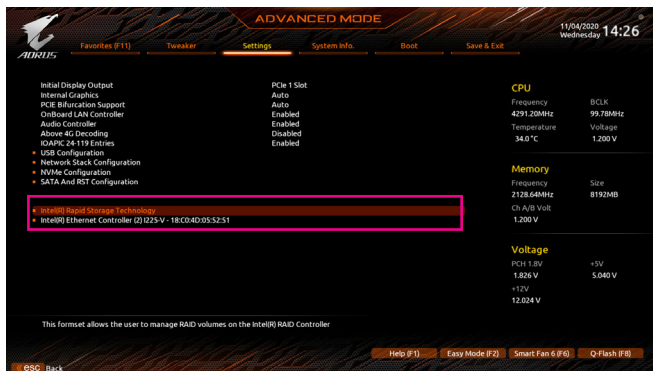 ADVANCED MODE
11/04/2020 Wednesday 14:26
AORUS
Favorites (F11) Tweaker Settings System Info. Boot Save & Exit
Initial Display Output PCIe 1 Slot
Internal Graphics Auto
PCIE Bifurcation Support Auto
OnBoard LAN Controller Enabled
Audio Controller Enabled
Above 4G Decoding Disabled
IOAPIC 24-119 Entries Enabled
USB Configuration
Network Stack Configuration
NVMe Configuration
SATA And RST Configuration
Intel(R) Rapid Storage Technology
Intel(R) Ethernet Controller (2) I225-V - 18:C0:4D:05:52:51
CPU
Frequency BCLK
4291.20MHz 99.78MHz
Temperature Voltage
34.0 °C 1.200 V
Memory
Frequency Size
2128.64MHz 8192MB
Ch A/B Volt
1.200 V
Voltage
PCH 1.8V +5V
1.826 V 5.040 V
+12V
12.024 V
This formset allows the user to manage RAID volumes on the Intel(R) RAID Controller
Help (F1) Easy Mode (F2) Smart Fan 6 (F6) Q-Flash (F8)
esc Back